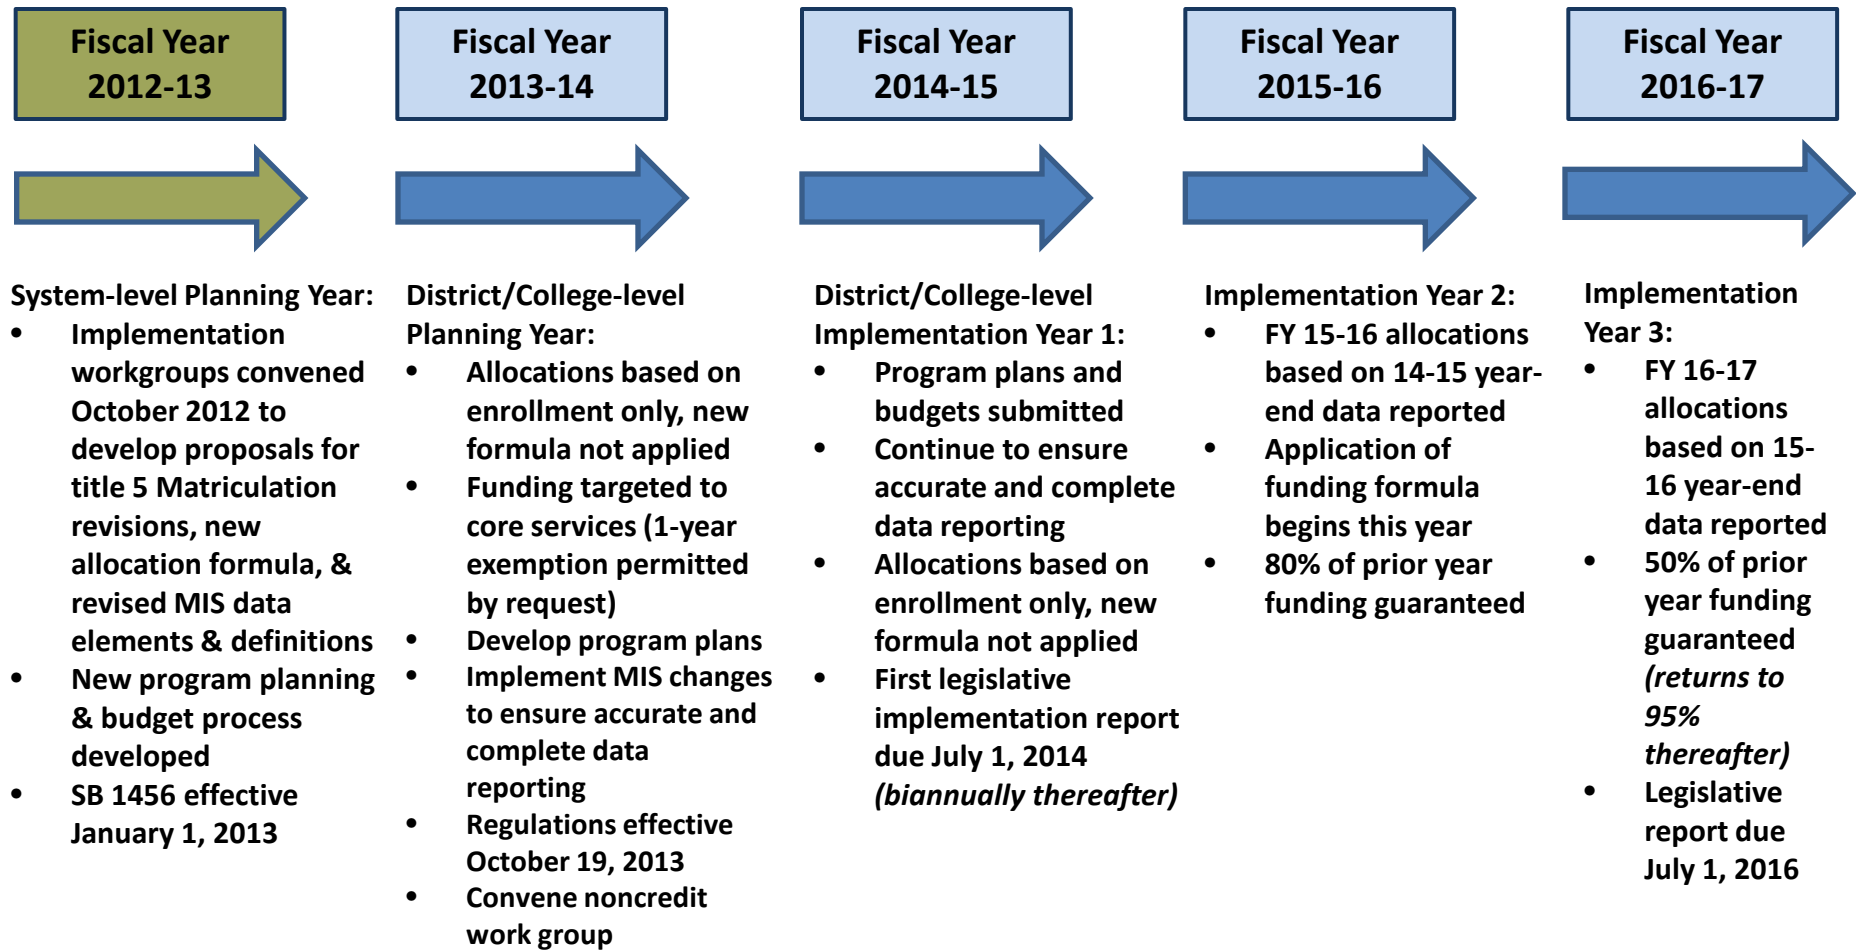 Fiscal Year
2012-13
Fiscal Year
2013-14
Fiscal Year
2014-15
Fiscal Year
2015-16
Fiscal Year
2016-17
System-level Planning Year:
• Implementation
workgroups convened
October 2012 to
develop proposals for
title 5 Matriculation
revisions, new
allocation formula, &
revised MIS data
elements & definitions
• New program planning
& budget process
developed
• SB 1456 effective
January 1, 2013
District/College-level
Planning Year:
• Allocations based on
enrollment only, new
formula not applied
• Funding targeted to
core services (1-year
exemption permitted
by request)
• Develop program plans
• Implement MIS changes
to ensure accurate and
complete data
reporting
• Regulations effective
October 19, 2013
• Convene noncredit
work group
District/College-level
Implementation Year 1:
• Program plans and
budgets submitted
• Continue to ensure
accurate and complete
data reporting
• Allocations based on
enrollment only, new
formula not applied
• First legislative
implementation report
due July 1, 2014
(biannually thereafter)
Implementation Year 2:
• FY 15-16 allocations
based on 14-15 year-
end data reported
• Application of
funding formula
begins this year
• 80% of prior year
funding guaranteed
Implementation
Year 3:
• FY 16-17
allocations
based on 15-
16 year-end
data reported
• 50% of prior
year funding
guaranteed
(returns to
95%
thereafter)
• Legislative
report due
July 1, 2016